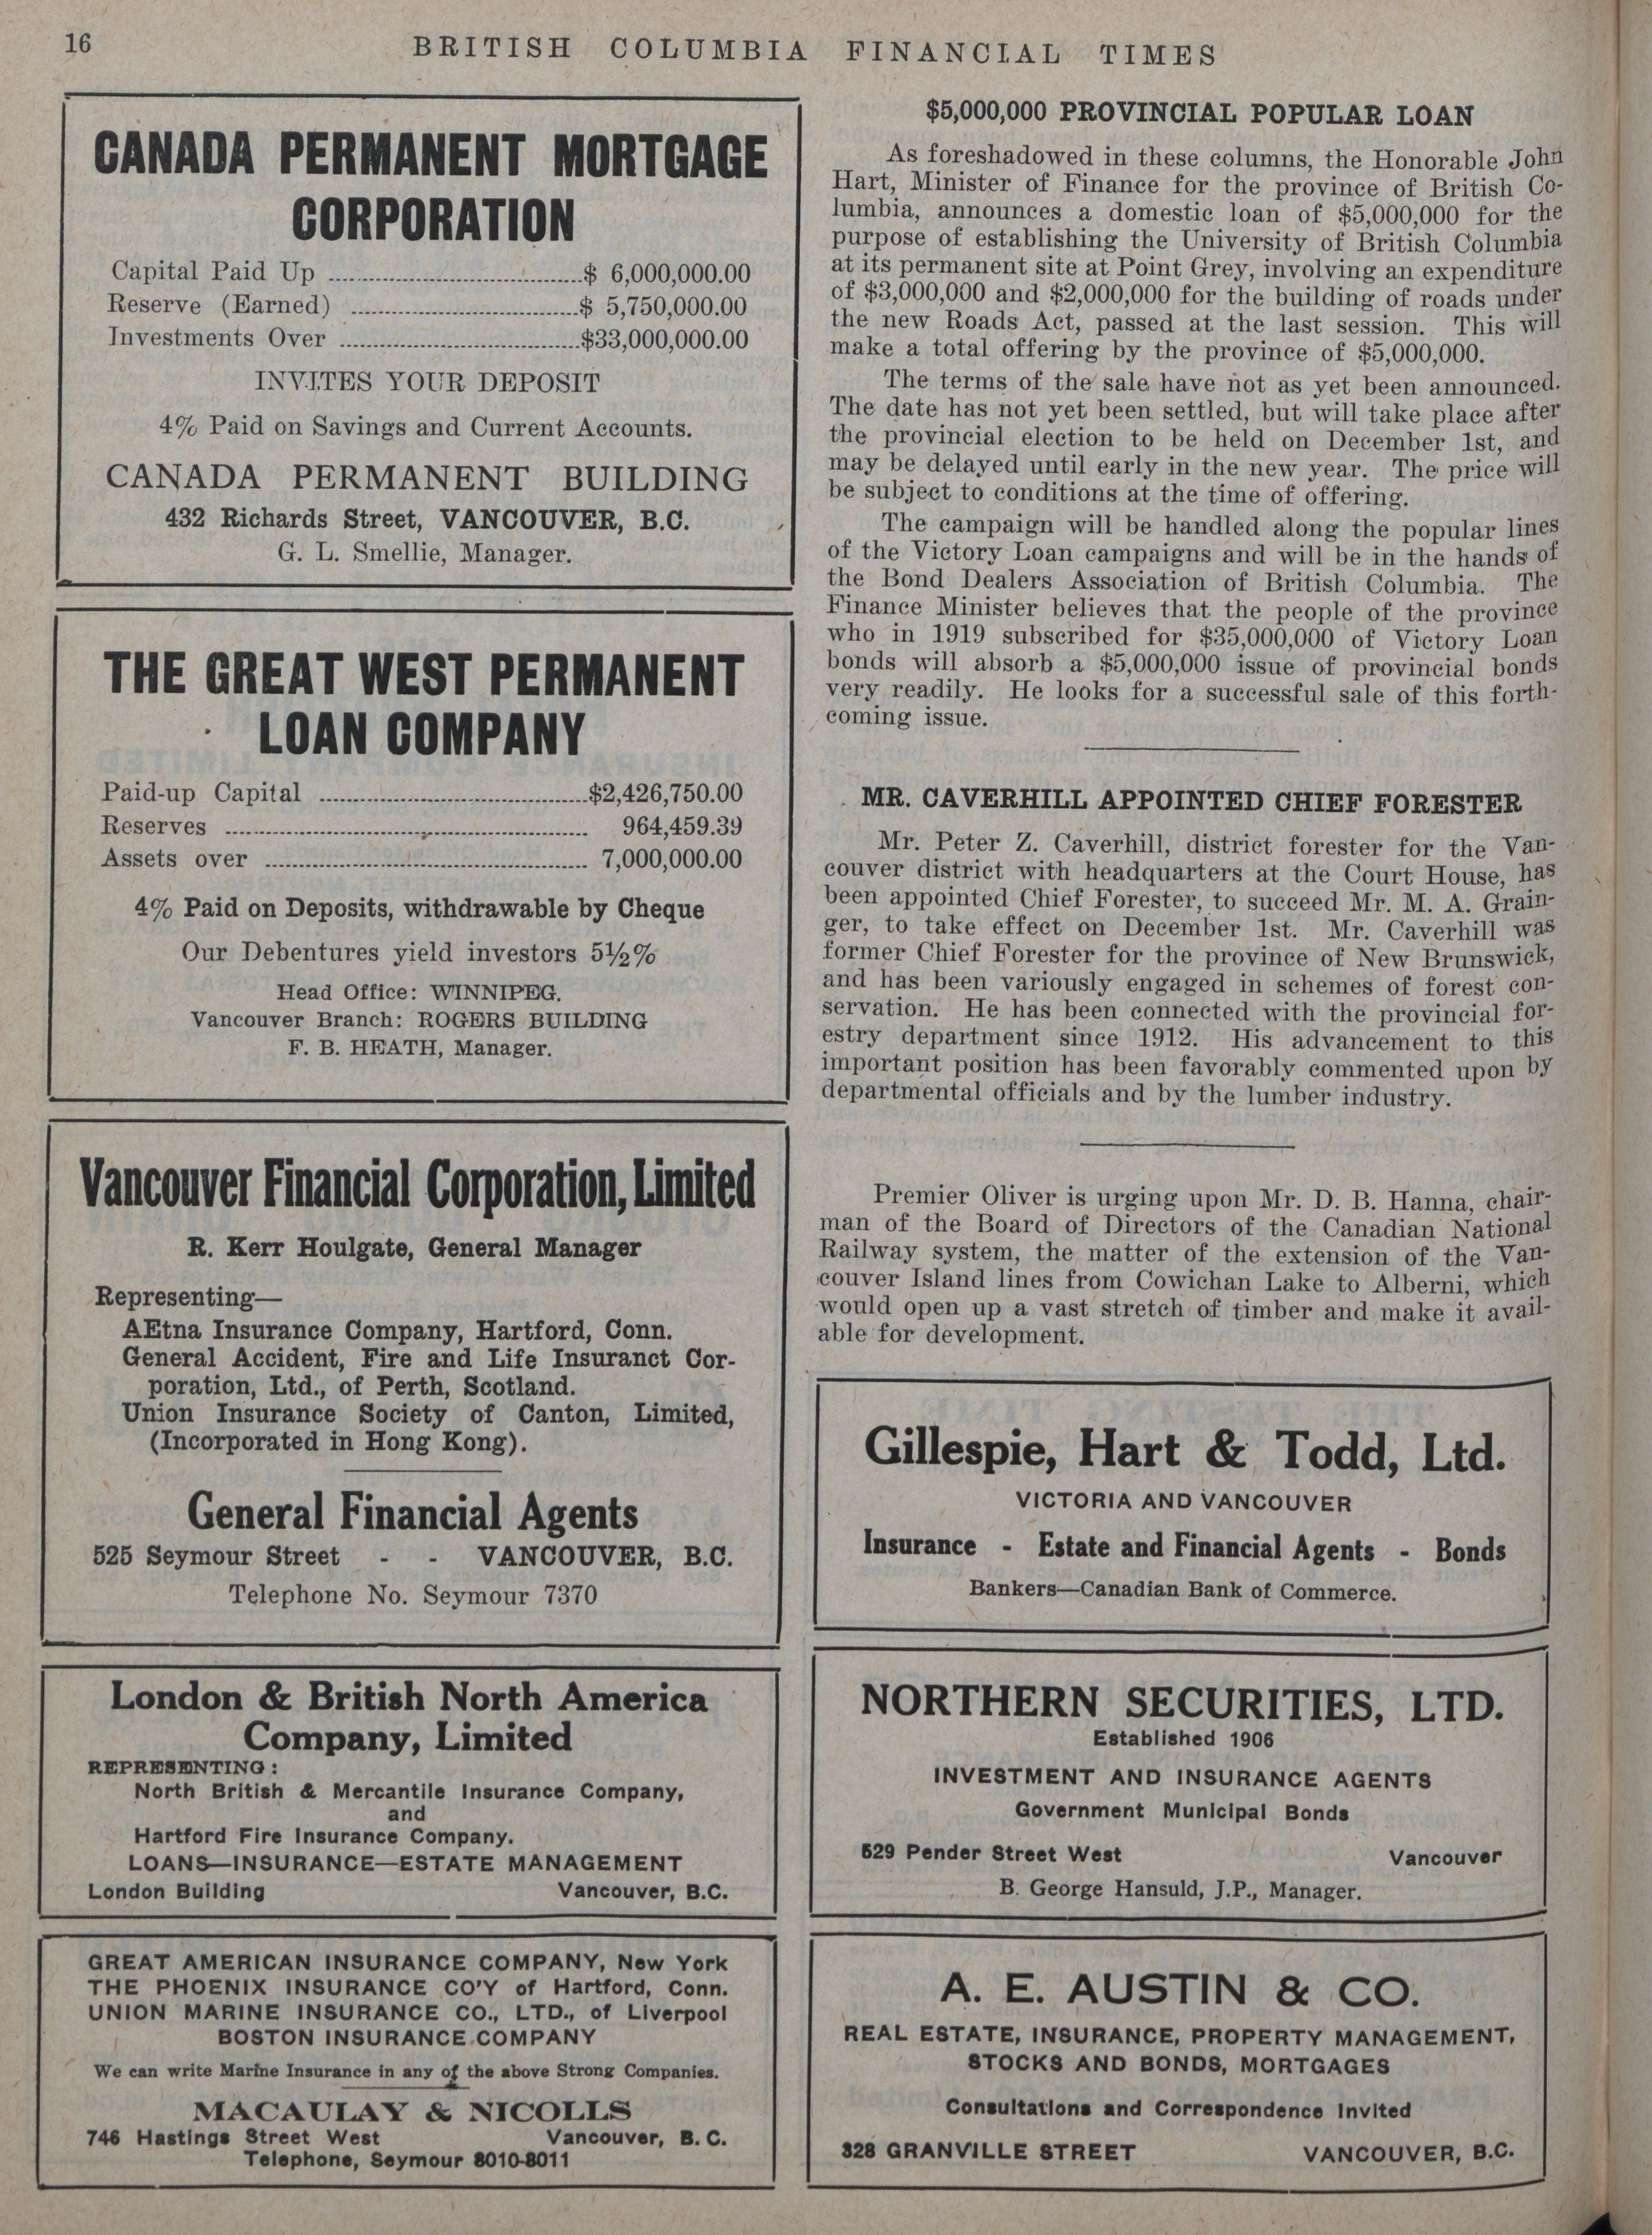 16
BRITISH COLUMBIA FINANCIAL TIMES
CANADA PERMANENT MORTGAGE
CORPORATION
Capital Paid Up ........................................$ 6,000,000.00
Reserve (Earned) ....................................$ 5,750,000.00
Investments Over ......................................$33,000,000.00
INVITES YOUR DEPOSIT
4% Paid on Savings and Current Accounts.
CANADA PERMANENT BUILDING
432 Richards Street, VANCOUVER, B.C.
G. L. Smellie, Manager.
THE GREAT WEST PERMANENT
LOAN COMPANY
Paid-up Capital ..........................................$2,426,750.00
Reserves ........................................................ 964,459.39
Assets over .................................................. 7,000,000.00
4% Paid on Deposits, withdrawable by Cheque
Our Debentures yield investors 5½%
Head Office: WINNIPEG.
Vancouver Branch: ROGERS BUILDING
F. B. HEATH, Manager.
Vancouver Financial Corporation, Limited
R. Kerr Houlgate, General Manager
Representing—
AEtna Insurance Company, Hartford, Conn.
General Accident, Fire and Life Insuranct Cor-
poration, Ltd., of Perth, Scotland.
Union Insurance Society of Canton, Limited,
(Incorporated in Hong Kong).
General Financial Agents
525 Seymour Street - - VANCOUVER, B.C.
Telephone No. Seymour 7370
London & British North America
Company, Limited
REPRESENTING:
North British & Mercantile Insurance Company,
and
Hartford Fire Insurance Company.
LOANS—INSURANCE—ESTATE MANAGEMENT
London Building Vancouver, B.C.
GREAT AMERICAN INSURANCE COMPANY, New York
THE PHOENIX INSURANCE CO'Y of Hartford, Conn.
UNION MARINE INSURANCE CO., LTD., of Liverpool
BOSTON INSURANCE COMPANY
We can write Marine Insurance in any of the above Strong Companies.
MACAULAY & NICOLLS
746 Hastings Street West Vancouver, B. C.
Telephone, Seymour 8010-8011
$5,000,000 PROVINCIAL POPULAR LOAN
As foreshadowed in these columns, the Honorable John
Hart, Minister of Finance for the province of British Co-
lumbia, announces a domestic loan of $5,000,000 for the
purpose of establishing the University of British Columbia
at its permanent site at Point Grey, involving an expenditure
of $3,000,000 and $2,000,000 for the building of roads under
the new Roads Act, passed at the last session. This will
make a total offering by the province of $5,000,000.
The terms of the sale have not as yet been announced.
The date has not yet been settled, but will take place after
the provincial election to be held on December 1st, and
may be delayed until early in the new year. The price will
be subject to conditions at the time of offering.
The campaign will be handled along the popular lines
of the Victory Loan campaigns and will be in the hands of
the Bond Dealers Association of British Columbia. The
Finance Minister believes that the people of the province
who in 1919 subscribed for $35,000,000 of Victory Loan
bonds will absorb a $5,000,000 issue of provincial bonds
very readily. He looks for a successful sale of this forth-
coming issue.
MR. CAVERHILL APPOINTED CHIEF FORESTER
Mr. Peter Z. Caverhill, district forester for the Van-
couver district with headquarters at the Court House, has
been appointed Chief Forester, to succeed Mr. M. A. Grain-
ger, to take effect on December 1st. Mr. Caverhill was
former Chief Forester for the province of New Brunswick,
and has been variously engaged in schemes of forest con-
servation. He has been connected with the provincial for-
estry department since 1912. His advancement to this
important position has been favorably commented upon by
departmental officials and by the lumber industry.
Premier Oliver is urging upon Mr. D. B. Hanna, chair-
man of the Board of Directors of the Canadian National
Railway system, the matter of the extension of the Van-
couver Island lines from Cowichan Lake to Alberni, which
would open up a vast stretch of timber and make it avail-
able for development.
Gillespie, Hart & Todd, Ltd.
VICTORIA AND VANCOUVER
Insurance - Estate and Financial Agents - Bonds
Bankers—Canadian Bank of Commerce.
NORTHERN SECURITIES, LTD.
Established 1906
INVESTMENT AND INSURANCE AGENTS
Government Municipal Bonds
529 Pender Street West Vancouver
B. George Hansuld, J.P., Manager.
A. E. AUSTIN & CO.
REAL ESTATE, INSURANCE, PROPERTY MANAGEMENT,
STOCKS AND BONDS, MORTGAGES
Consultations and Correspondence Invited
328 GRANVILLE STREET VANCOUVER, B.C.